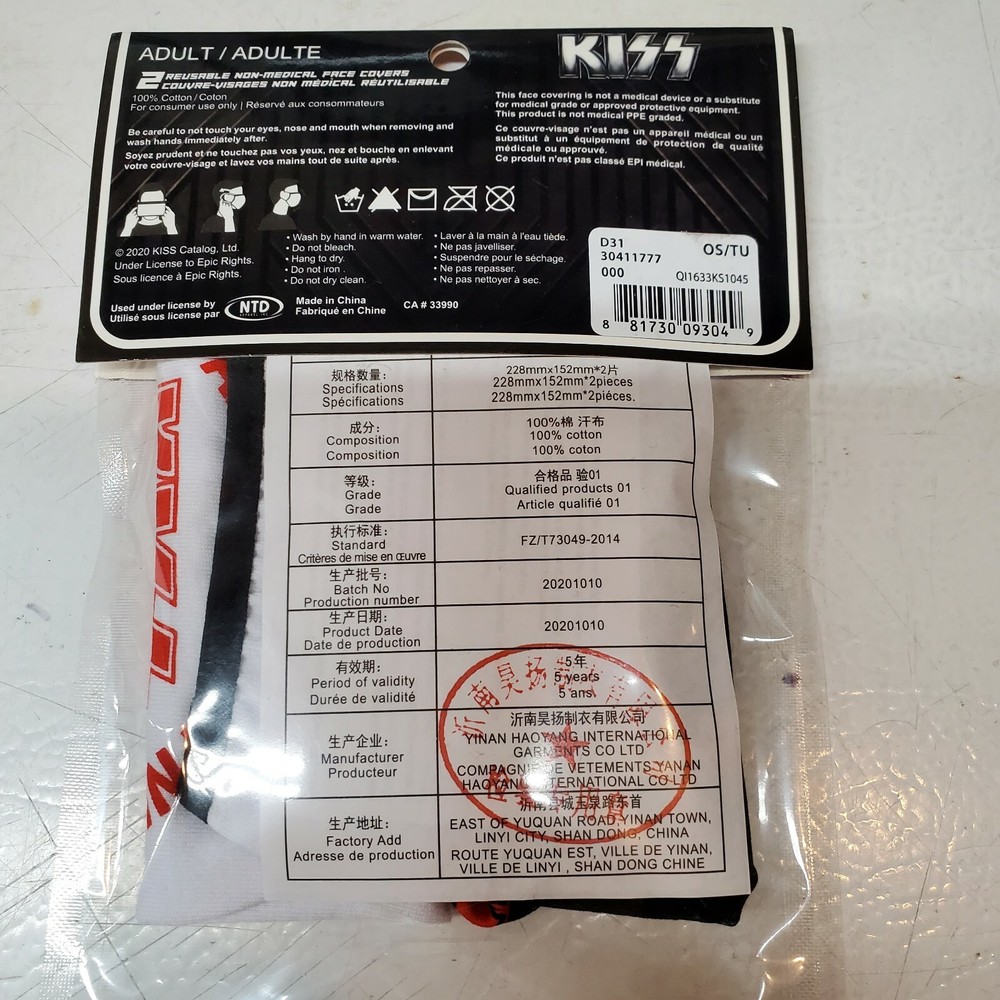 ADULT / ADULTE
2 REUSABLE NON-MEDICAL FACE COVERS
COUVRE-VISAGES NON MÉDICAL RÉUTILISABLE
100% Cotton / Coton
For consumer use only | Réservé aux consommateurs
Be careful to not touch your eyes, nose and mouth when removing and
wash hands immediately after.
Soyez prudent et ne touchez pas vos yeux, nez et bouche en enlevant
votre couvre-visage et lavez vos mains tout de suite après.
KISS
This face covering is not a medical device or a substitute
for medical grade or approved protective equipment.
This product is not medical PPE graded.
Ce couvre-visage n'est pas un appareil médical ou un
substitut à un équipement de protection de qualité
médicale ou approuvé.
Ce produit n'est pas classé EPI médical.
© 2020 KISS Catalog, Ltd.
Under License to Epic Rights.
Sous licence à Epic Rights.
• Wash by hand in warm water.
• Do not bleach.
• Hang to dry.
• Do not iron .
• Do not dry clean.
• Laver à la main à l'eau tiède.
• Ne pas javelliser.
• Suspendre pour le séchage.
• Ne pas repasser.
• Ne pas nettoyer à sec.
Used under license by
Utilisé sous license par
NTD
APPAREL INC
Made in China
Fabriqué en China
CA # 33990
D31
30411777
000
OS/TU
QI1633KS1045
8 81730 09304 9
规格数量：
Specifications
Spécifications
228mmx152mm*2片
228mmx152mm*2pieces
228mmx152mm*2piéces.
成分：
Composition
Composition
100%棉 汗布
100% cotton
100% cotton
等级：
Grade
Grade
合格品 验01
Qualified products 01
Article qualifié 01
执行标准：
Standard
Critères de mise en œuvre
FZ/T73049-2014
生产批号：
Batch No
Production number
20201010
生产日期：
Product Date
Date de production
20201010
有效期：
Period of validity
Durée de validité
5年
5 years
5 ans
生产企业：
Manufacturer
Producteur
沂南昊扬制衣有限公司
YINAN HAOYANG INTERNATIONAL
GARMENTS CO LTD
COMPAGNIE DE VETEMENTS YANAN
HAOYANG INTERNATIONAL CO LTD
生产地址：
Factory Add
Adresse de production
沂南县城玉泉路东首
EAST OF YUQUAN ROAD, YINAN TOWN,
LINYI CITY, SHAN DONG, CHINA
ROUTE YUQUAN EST, VILLE DE YINAN,
VILLE DE LINYI , SHAN DONG CHINE